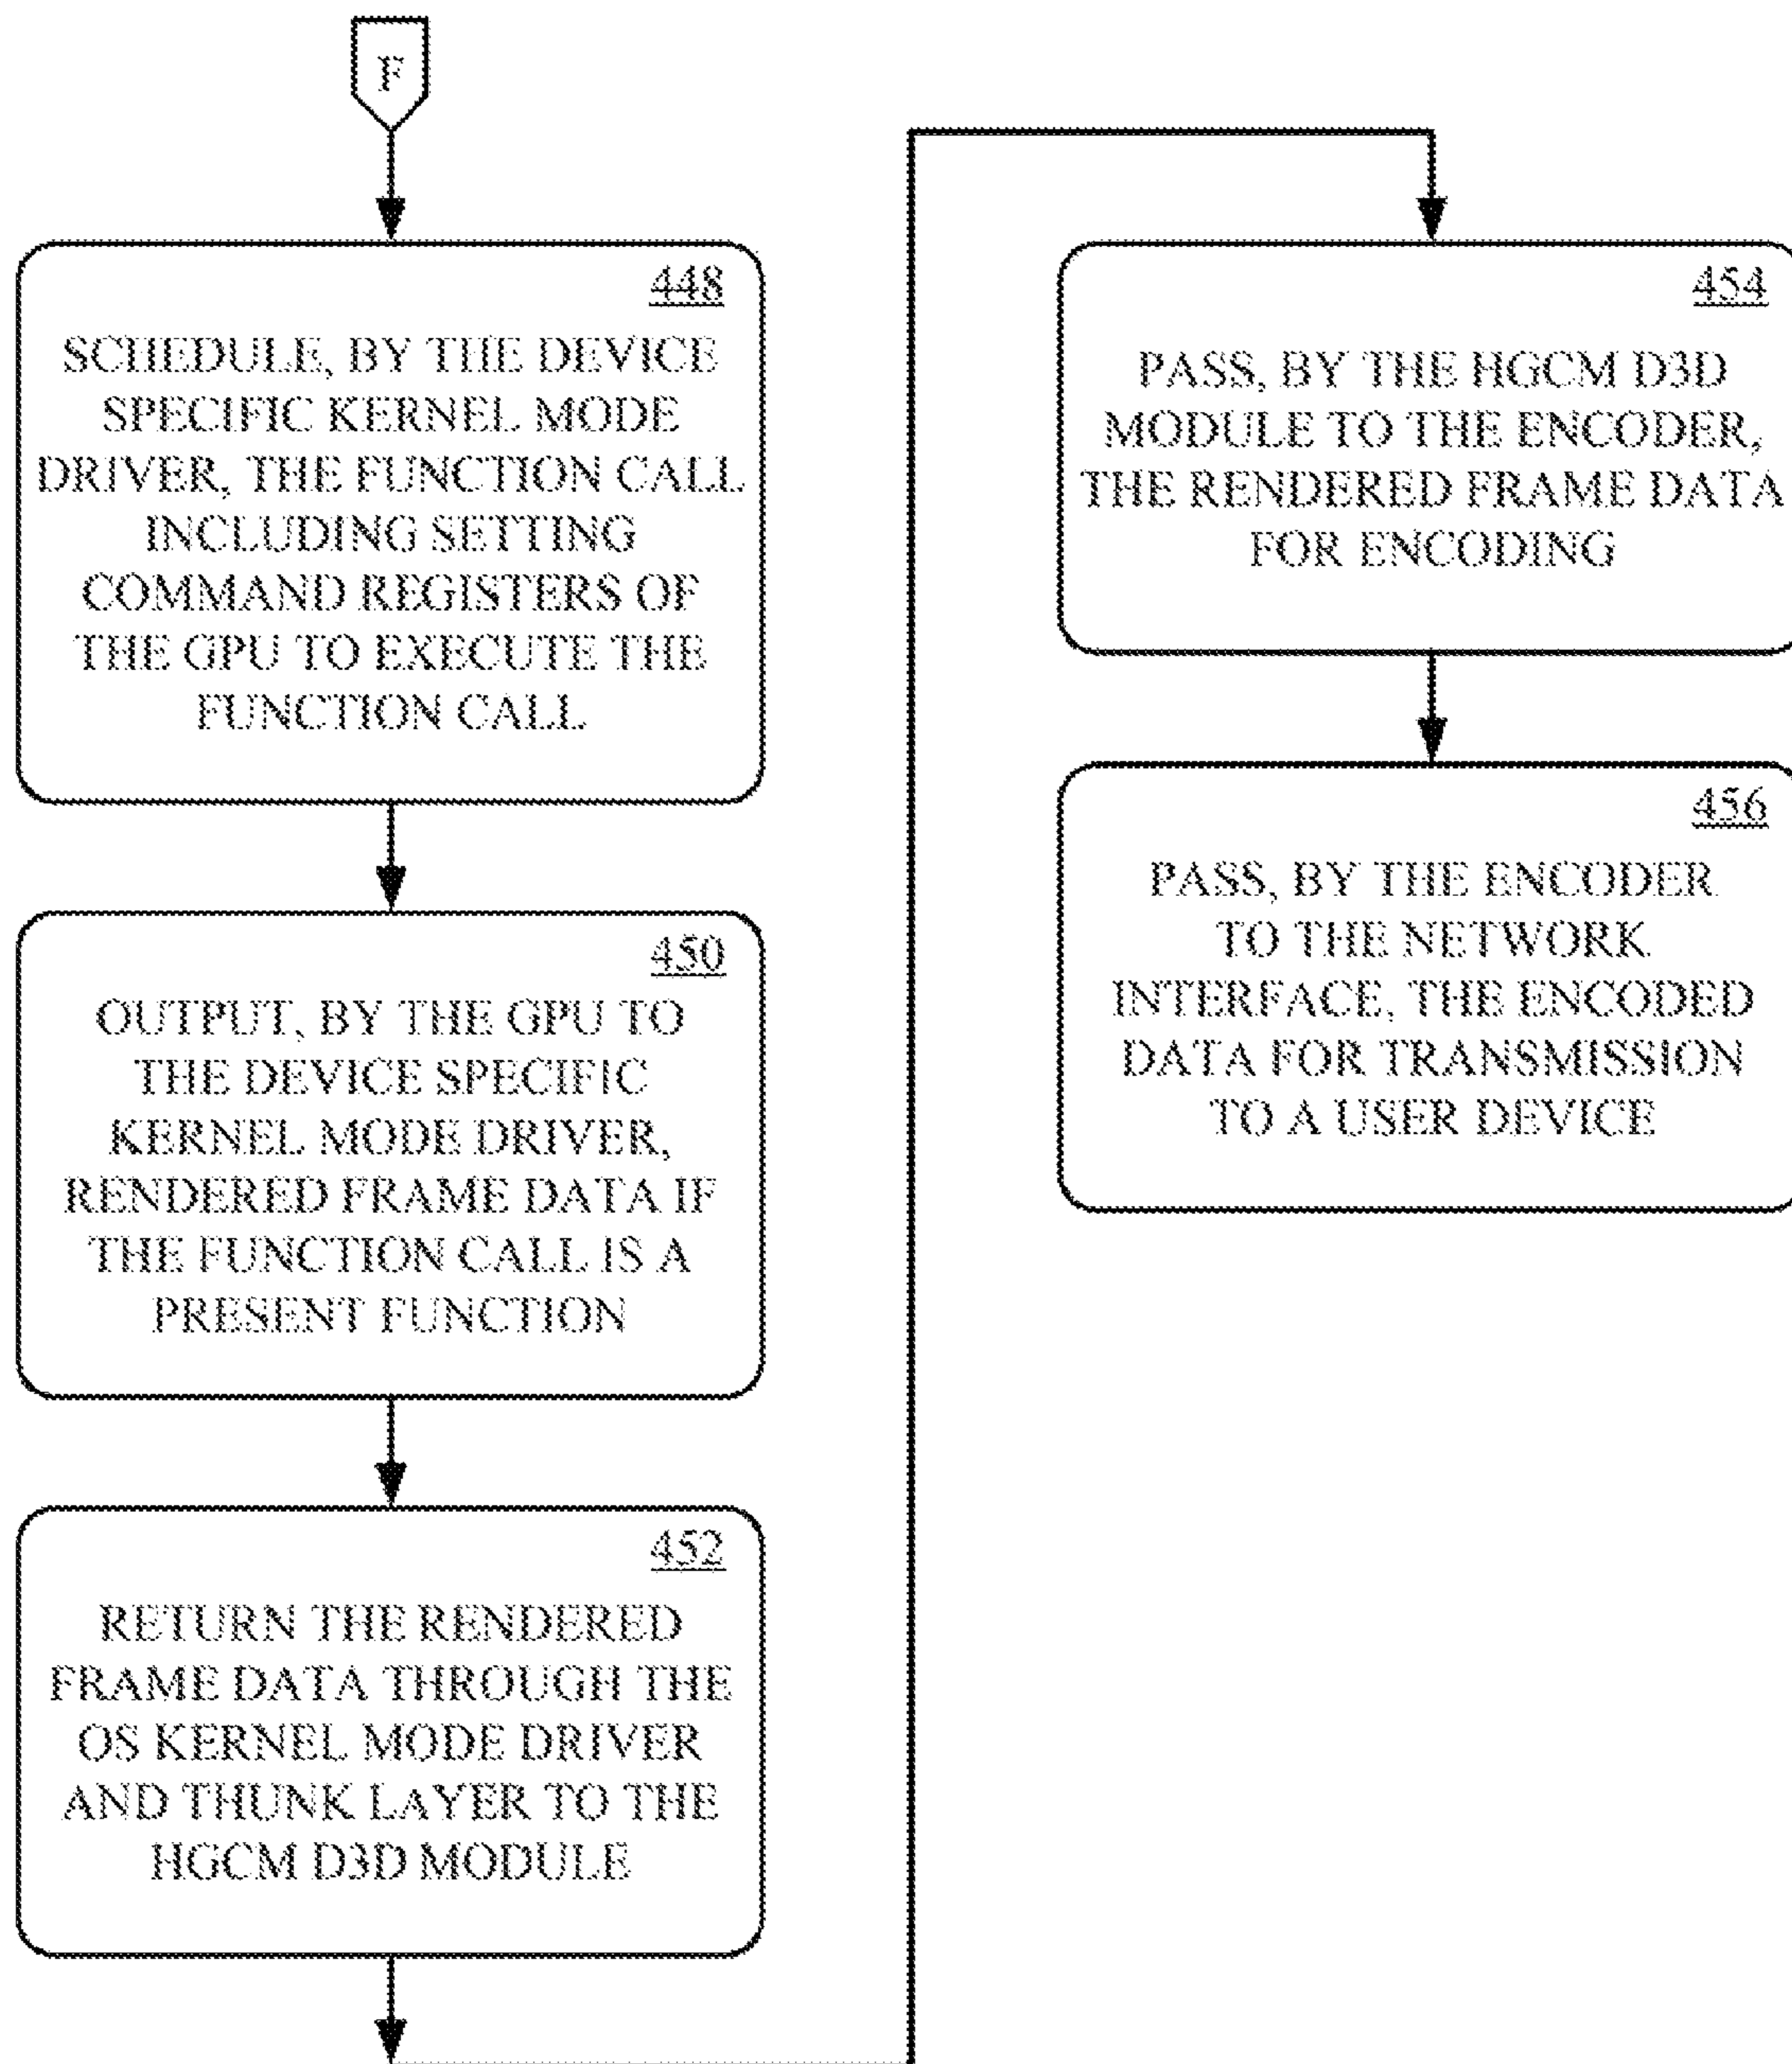 F
448
SCHEDULE, BY THE DEVICE
SPECIFIC KERNEL MODE
DRIVER, THE FUNCTION CALL
INCLUDING SETTING
COMMAND REGISTERS OF
THE GPU TO EXECUTE THE
FUNCTION CALL
450
OUTPUT, BY THE GPU TO
THE DEVICE SPECIFIC
KERNEL MODE DRIVER,
RENDERED FRAME DATA IF
THE FUNCTION CALL IS A
PRESENT FUNCTION
452
RETURN THE RENDERED
FRAME DATA THROUGH THE
OS KERNEL MODE DRIVER
AND THUNK LAYER TO THE
HGCM D3D MODULE
454
PASS, BY THE HGCM D3D
MODULE TO THE ENCODER,
THE RENDERED FRAME DATA
FOR ENCODING
456
PASS, BY THE ENCODER
TO THE NETWORK
INTERFACE, THE ENCODED
DATA FOR TRANSMISSION
TO A USER DEVICE